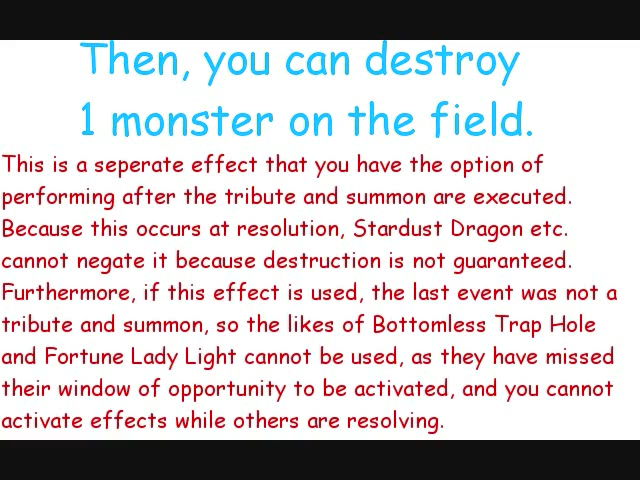 Then, you can destroy
1 monster on the field.
This is a seperate effect that you have the option of
performing after the tribute and summon are executed.
Because this occurs at resolution, Stardust Dragon etc.
cannot negate it because destruction is not guaranteed.
Furthermore, if this effect is used, the last event was not a
tribute and summon, so the likes of Bottomless Trap Hole
and Fortune Lady Light cannot be used, as they have missed
their window of opportunity to be activated, and you cannot
activate effects while others are resolving.